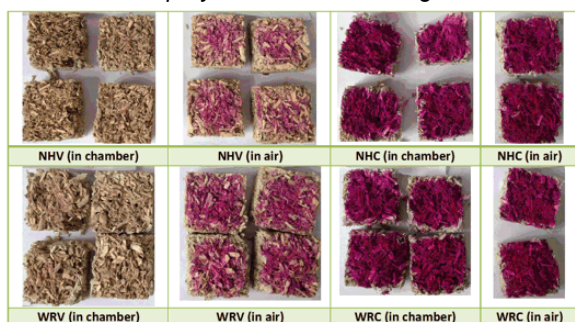 NHV (in chamber) NHV (in air) NHC (in chamber) NHC (in air)
WRV (in chamber) WRV (in air) WRC (in chamber) WRC (in air)